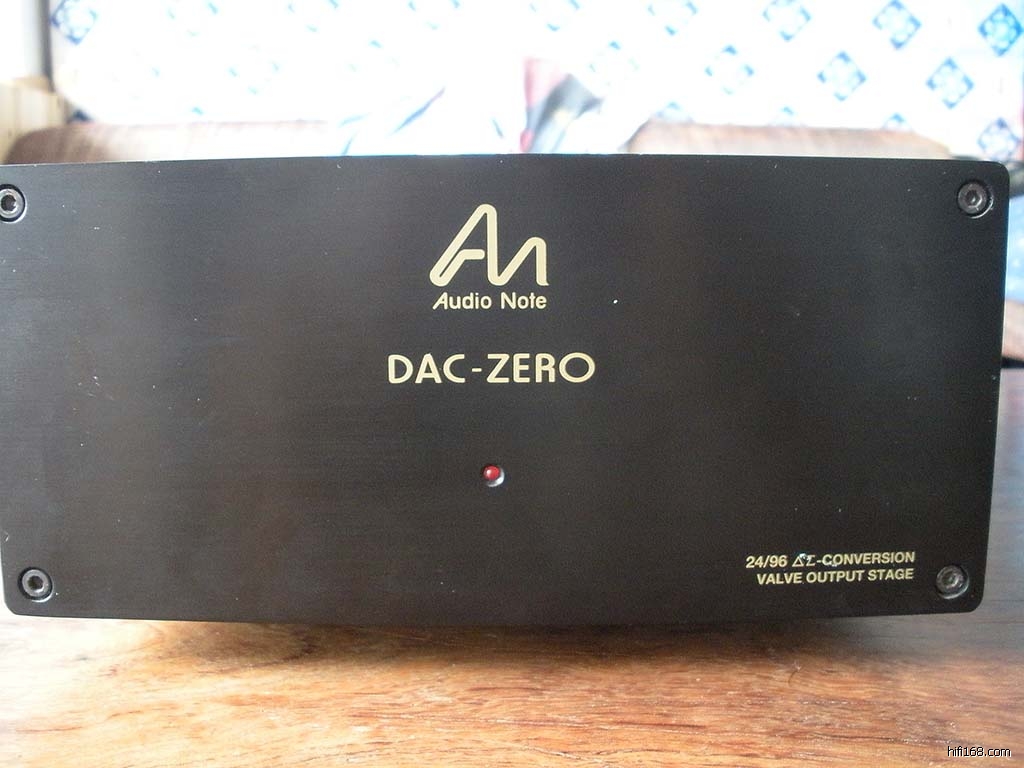 Audio Note
DAC-ZERO
24/96 ΔΣ-CONVERSION
VALVE OUTPUT STAGE
hifi168.com